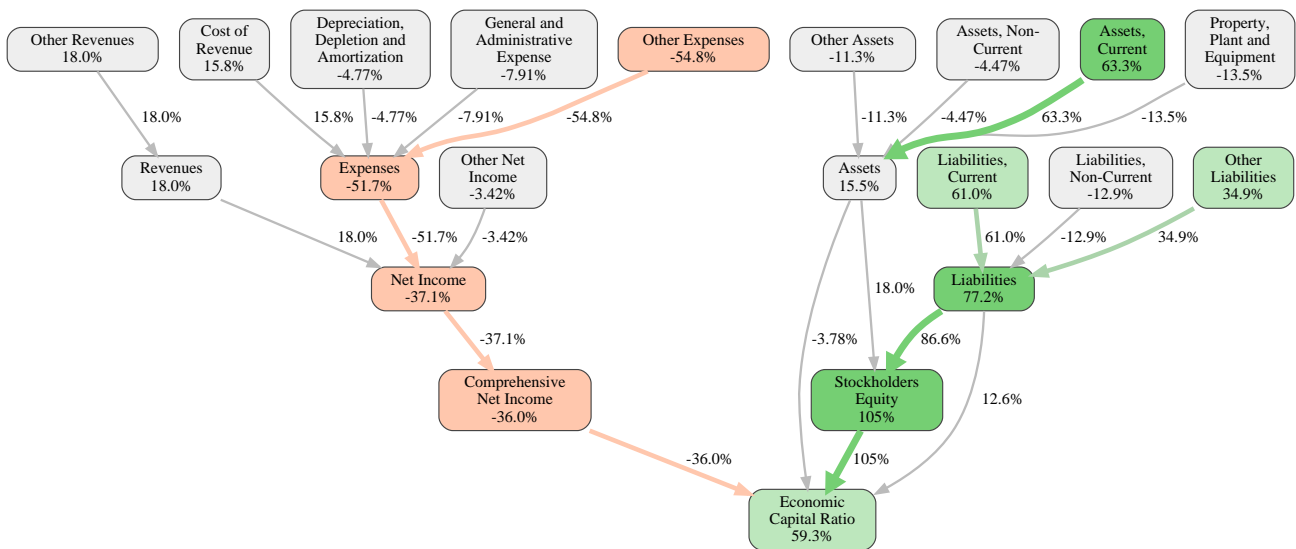 Other Revenues
18.0%
Cost of
Revenue
15.8%
Depreciation,
Depletion and
Amortization
-4.77%
General and
Administrative
Expense
-7.91%
Other Expenses
-54.8%
Other Assets
-11.3%
Assets, Non-
Current
-4.47%
Assets,
Current
63.3%
Property,
Plant and
Equipment
-13.5%
18.0%
15.8%
-4.77%
-7.91%
-54.8%
-11.3%
-4.47%
63.3%
-13.5%
Revenues
18.0%
Expenses
-51.7%
Other Net
Income
-3.42%
Assets
15.5%
Liabilities,
Current
61.0%
Liabilities,
Non-Current
-12.9%
Other
Liabilities
34.9%
18.0%
-51.7%
-3.42%
61.0%
-12.9%
34.9%
Net Income
-37.1%
18.0%
Liabilities
77.2%
-37.1%
-3.78%
86.6%
Comprehensive
Net Income
-36.0%
Stockholders
Equity
105%
12.6%
-36.0%
105%
Economic
Capital Ratio
59.3%